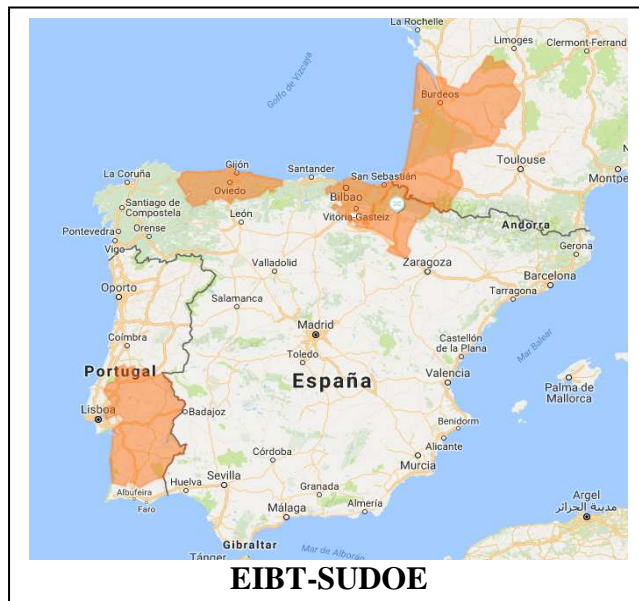 La Rochelle
Limoges
Clermont-Ferrand
Golfo de Vizcaya
Burdeos
Gijón
La Coruña
Santander
San Sebastián
Toulouse
Oviedo
Bilbao
Santiago de
Compostela
León
Vitoria-Gasteiz
Andorra
Pontevedra
Orense
Vigo
Gerona
Valladolid
Zaragoza
Barcelona
Oporto
Tarragona
Salamanca
Madrid
Castellón
de la Plana
Mar Balear
Coímbra
Toledo
Portugal
España
Valencia
Palma de
Mallorca
Lisboa
Badajoz
Benidorm
Córdoba
Alicante
Murcia
Albufeira
Huelva
Sevilla
Faro
Granada
Málaga
Almería
Argel
مدينة الجزائر
Gibraltar
Mar de Alborán
Tánger
EIBT-SUDOE